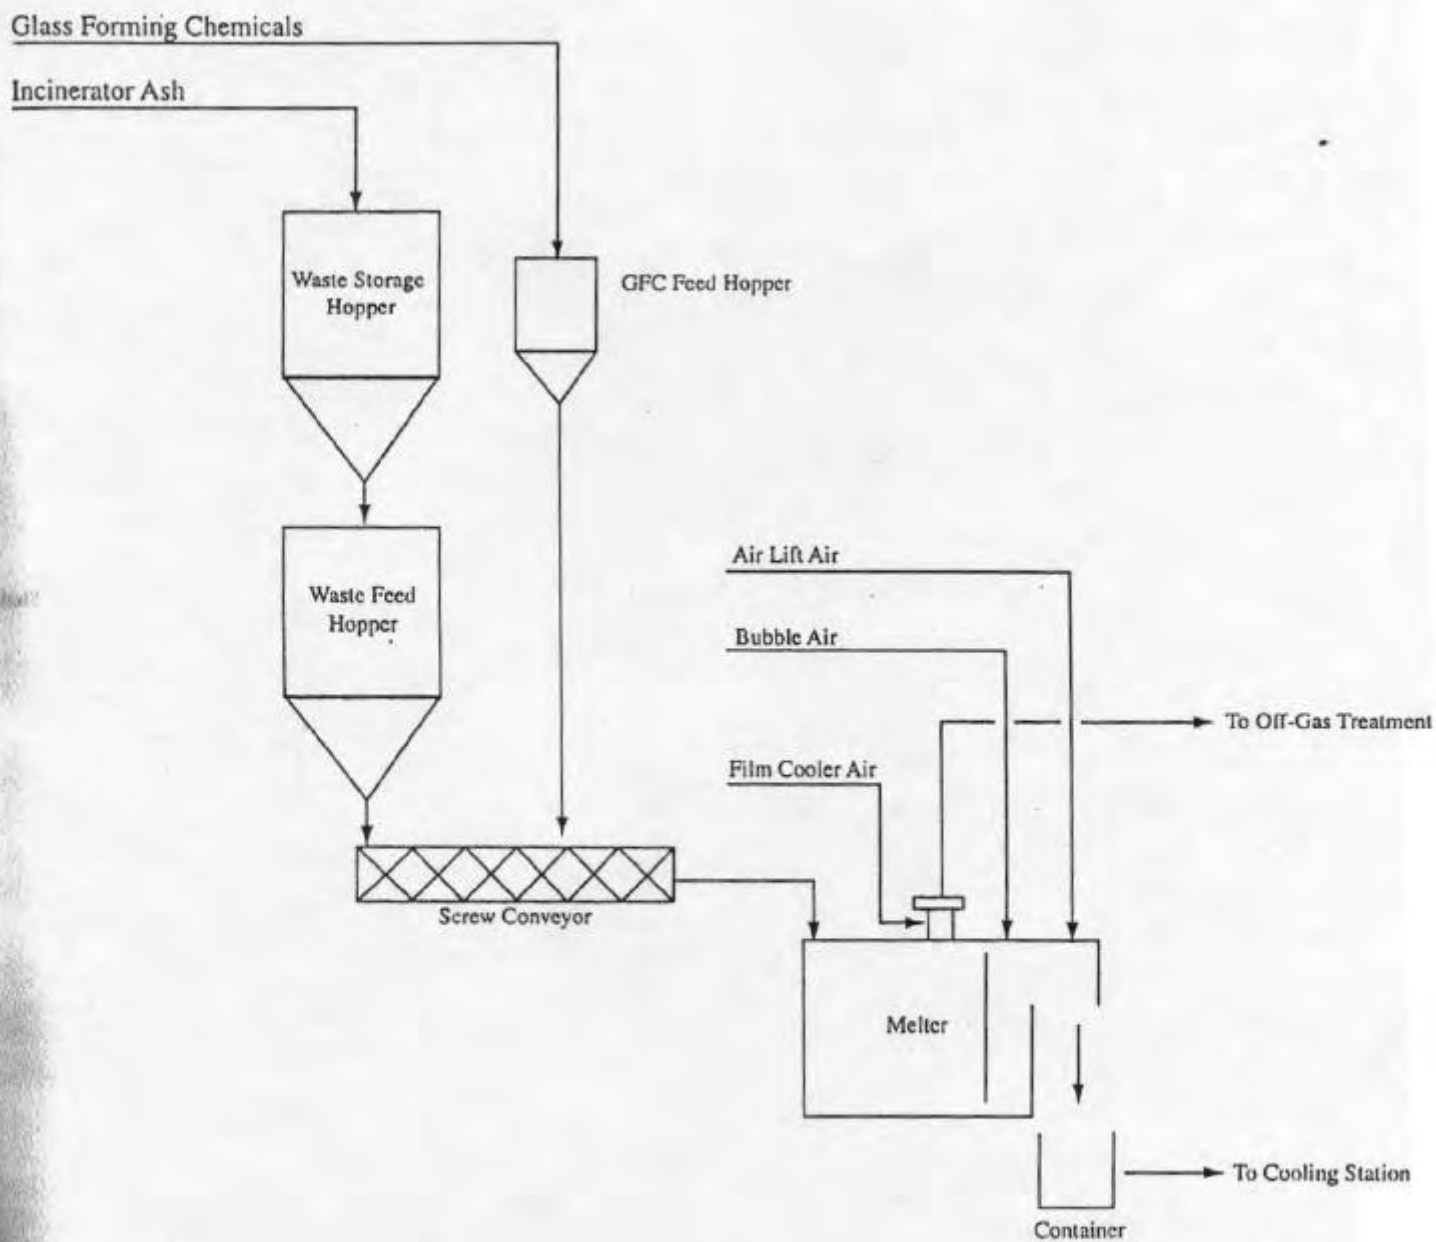 Glass Forming Chemicals
Incinerator Ash
Waste Storage
Hopper
GFC Feed Hopper
Waste Feed
Hopper
Air Lift Air
Bubble Air
To Off-Gas Treatment
Film Cooler Air
Screw Conveyor
Melter
To Cooling Station
Container